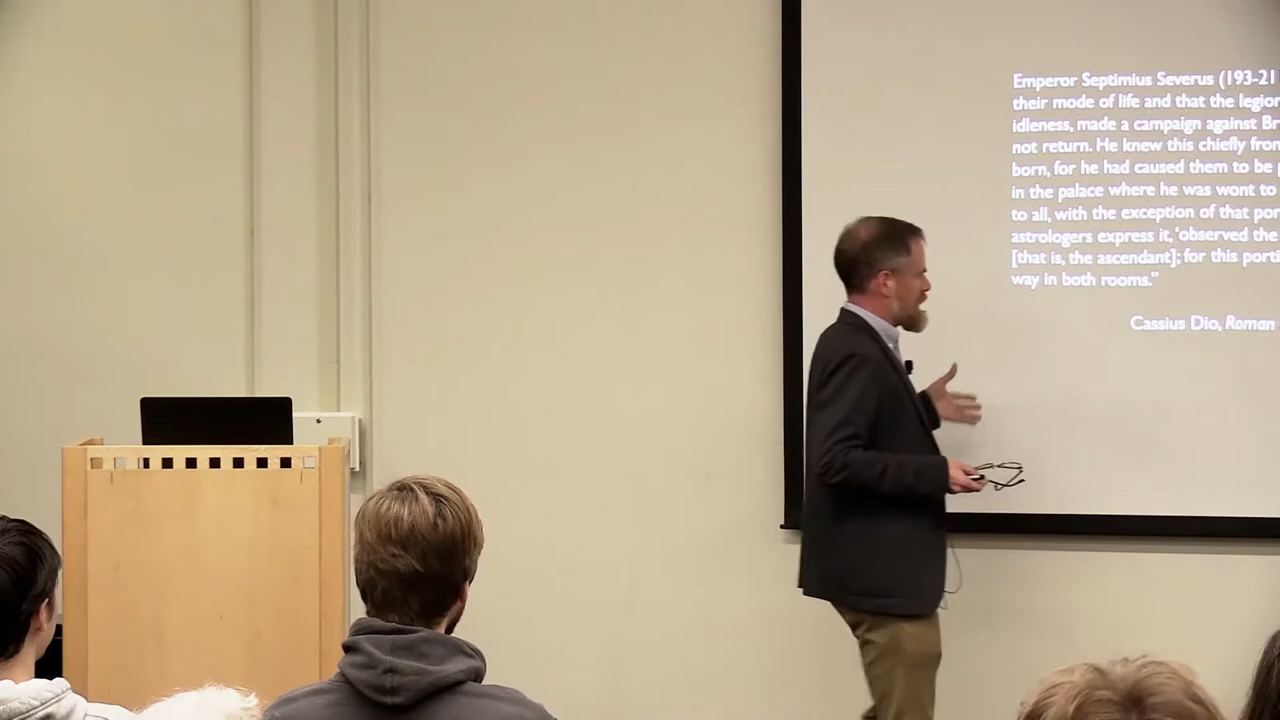 Emperor Septimius Severus (193-21
their mode of life and that the legion
idleness, made a campaign against Br
not return. He knew this chiefly from
born, for he had caused them to be
in the palace where he was wont to
to all, with the exception of that por
astrologers express it, 'observed the
[that is, the ascendant]; for this porti
way in both rooms."
Cassius Dio, Roman